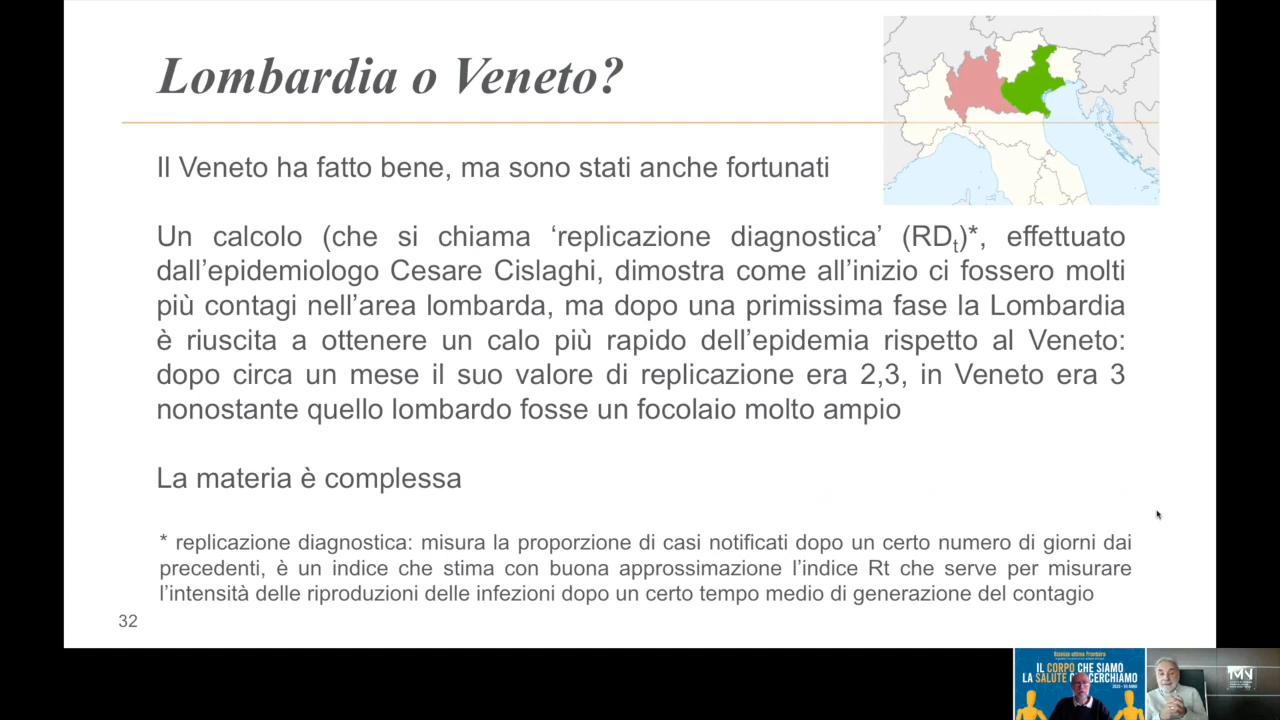 Lombardia o Veneto?
Il Veneto ha fatto bene, ma sono stati anche fortunati
Un calcolo (che si chiama ‘replicazione diagnostica’ (RDt)*, effettuato
dall’epidemiologo Cesare Cislaghi, dimostra come all’inizio ci fossero molti
più contagi nell’area lombarda, ma dopo una primissima fase la Lombardia
è riuscita a ottenere un calo più rapido dell’epidemia rispetto al Veneto:
dopo circa un mese il suo valore di replicazione era 2,3, in Veneto era 3
nonostante quello lombardo fosse un focolaio molto ampio
La materia è complessa
* replicazione diagnostica: misura la proporzione di casi notificati dopo un certo numero di giorni dai
precedenti, è un indice che stima con buona approssimazione l’indice Rt che serve per misurare
l’intensità delle riproduzioni delle infezioni dopo un certo tempo medio di generazione del contagio
32
IL CORPO CHE SIAMO
LA SALUTE